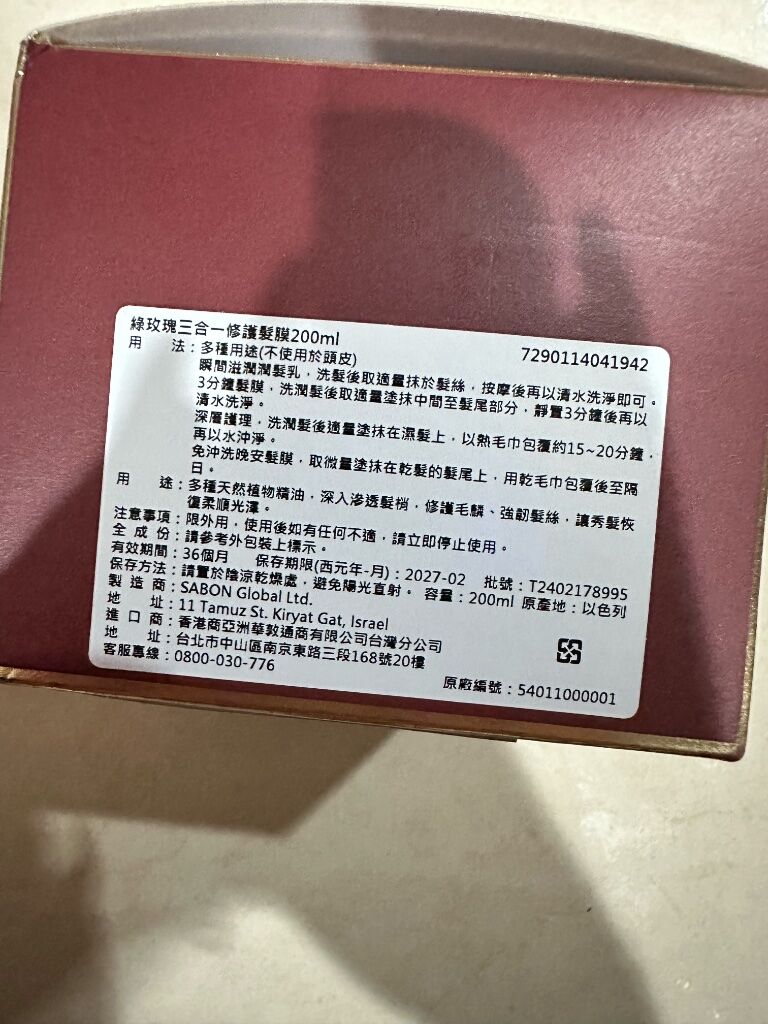 綠玫瑰三合一修護髮膜200ml
7290114041942
用 法：多種用途(不使用於頭皮)
瞬間滋潤潤髮乳，洗髮後取適量抹於髮絲，按摩後再以清水洗淨即可。
3分鐘髮膜，洗潤髮後取適量塗抹中間至髮尾部分，靜置3分鐘後再以
清水洗淨。
深層護理，洗潤髮後適量塗抹在濕髮上，以熱毛巾包覆約15~20分鐘，
再以水沖淨。
免沖洗晚安髮膜，取微量塗抹在乾髮的髮尾上，用乾毛巾包覆後至隔
日。
用 途：多種天然植物精油，深入滲透髮梢，修護毛鱗、強韌髮絲，讓秀髮恢
復柔順光澤。
注意事項：限外用，使用後如有任何不適，請立即停止使用。
全 成 份：請參考外包裝上標示。
有效期間：36個月 保存期限(西元年-月)：2027-02 批號：T2402178995
保存方法：請置於陰涼乾燥處，避免陽光直射。 容量：200ml 原產地：以色列
製 造 商：SABON Global Ltd.
地 址：11 Tamuz St. Kiryat Gat, Israel
進 口 商：香港商亞洲華敦通商有限公司台灣分公司
地 址：台北市中山區南京東路三段168號20樓
客服專線：0800-030-776
原廠編號：54011000001